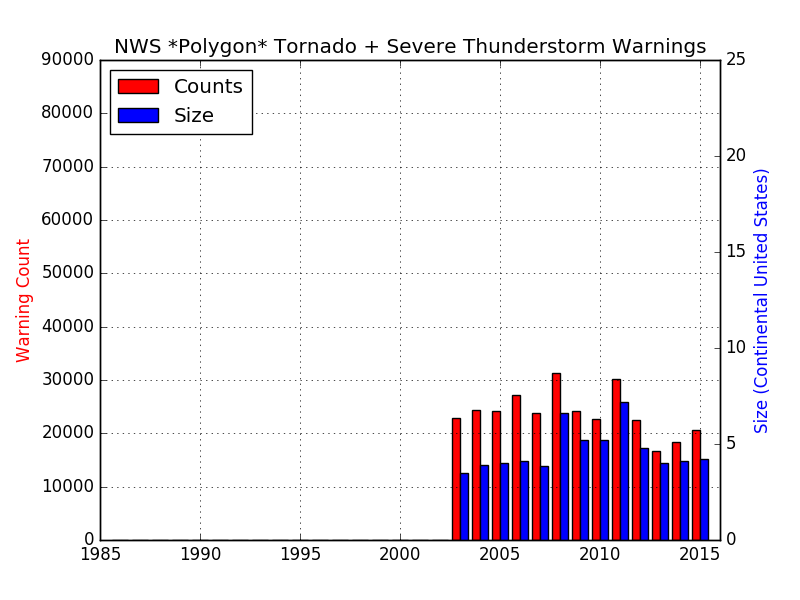 NWS *Polygon* Tornado + Severe Thunderstorm Warnings
90000
80000
70000
60000
50000
40000
30000
20000
10000
0
Warning Count
Counts
Size
25
20
15
10
5
0
Size (Continental United States)
1985 1990 1995 2000 2005 2010 2015